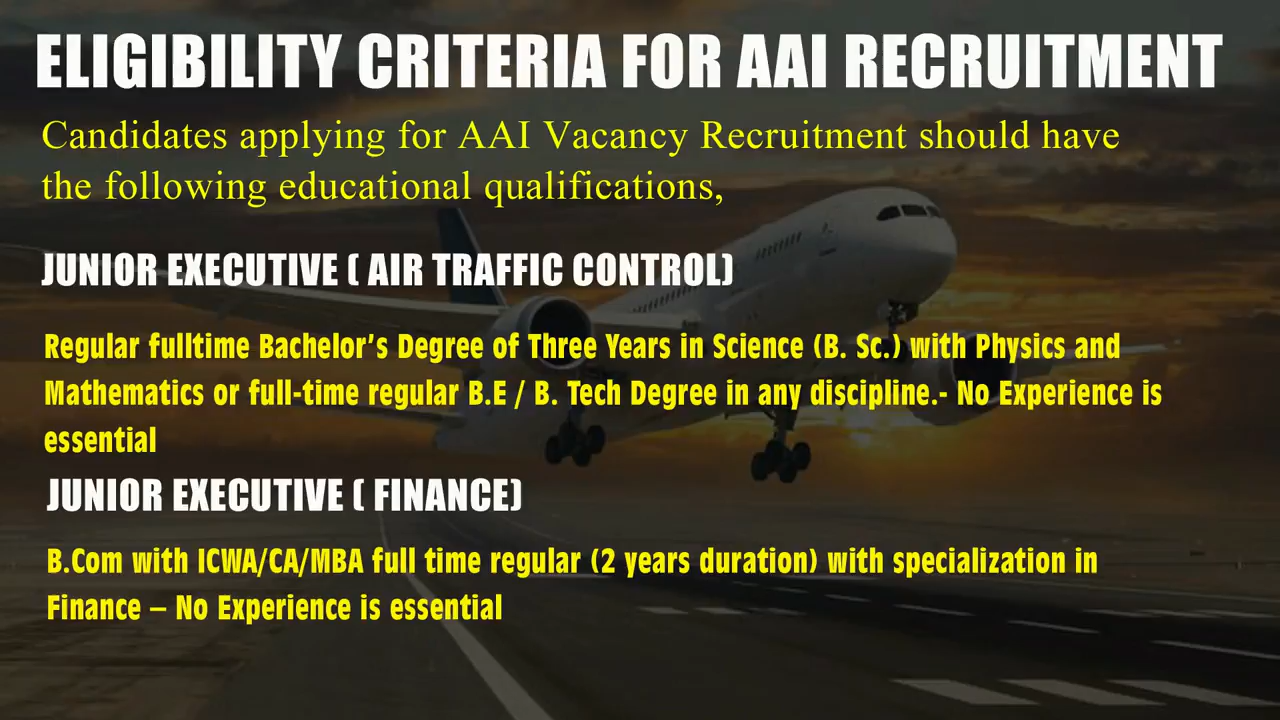 ELIGIBILITY CRITERIA FOR AAI RECRUITMENT
Candidates applying for AAI Vacancy Recruitment should have
the following educational qualifications,
JUNIOR EXECUTIVE ( AIR TRAFFIC CONTROL)
Regular fulltime Bachelor’s Degree of Three Years in Science (B. Sc.) with Physics and
Mathematics or full-time regular B.E / B. Tech Degree in any discipline.- No Experience is
essential
JUNIOR EXECUTIVE ( FINANCE)
B.Com with ICWA/CA/MBA full time regular (2 years duration) with specialization in
Finance – No Experience is essential